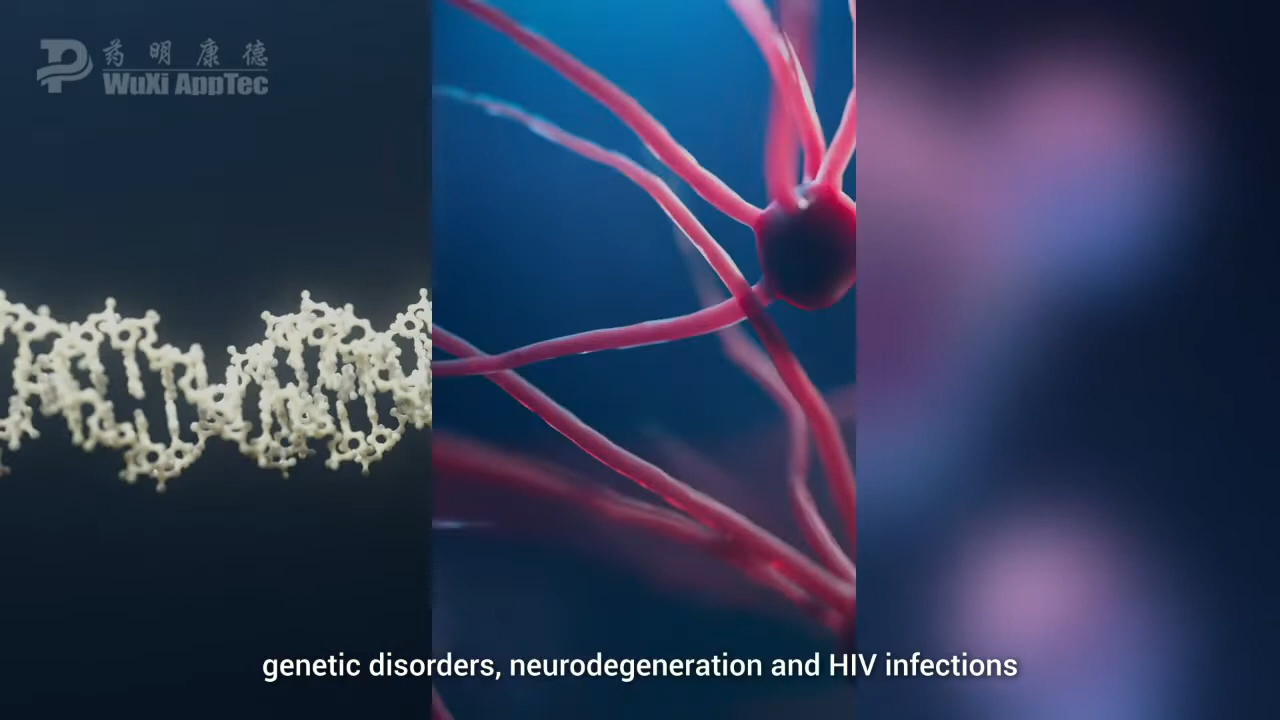 药明康德
WuXi AppTec
genetic disorders, neurodegeneration and HIV infections